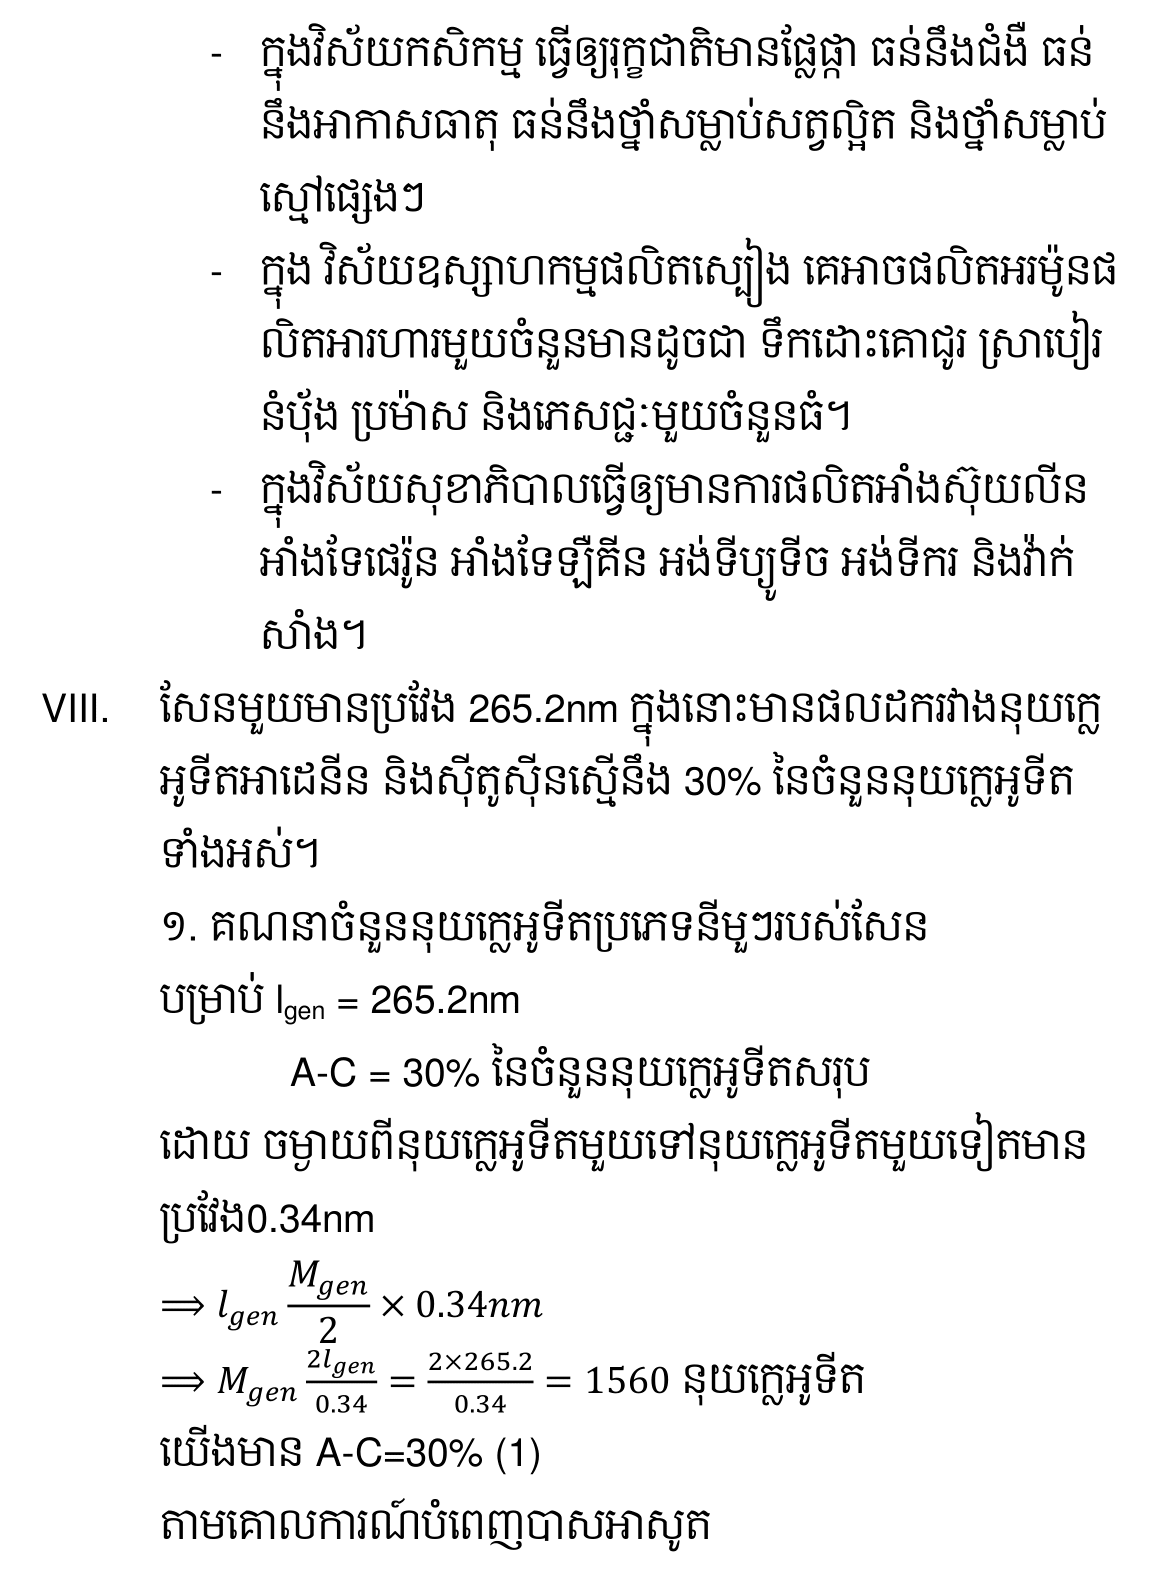 - ក្នុងវិស័យកសិកម្ម ធ្វើឲ្យរុក្ខជាតិមានផ្លែផ្កា ធន់នឹងជំងឺ ធន់
នឹងអាកាសធាតុ ធន់នឹងថ្នាំសម្លាប់សត្វល្អិត និងថ្នាំសម្លាប់
ស្មៅផ្សេងៗ
- ក្នុង វិស័យឧស្សាហកម្មផលិតស្បៀង គេអាចផលិតអរម៉ូនផ
លិតអារហារមួយចំនួនមានដូចជា ទឹកដោះគោជូរ ស្រាបៀរ
នំប៉័ង ប្រម៉ាស និងភេសជ្ជៈមួយចំនួនធំ។
- ក្នុងវិស័យសុខាភិបាលធ្វើឲ្យមានការផលិតអាំងស៊ុយលីន
អាំងទែផេរ៉ូន អាំងទែឡឺគីន អង់ទីប្យូទីច អង់ទីករ និងវ៉ាក់
សាំង។
VIII. សែនមួយមានប្រវែង 265.2nm ក្នុងនោះមានផលដករវាងនុយក្លេ
អូទីតអាដេនីន និងស៊ីតូស៊ីនស្មើនឹង 30% នៃចំនួននុយក្លេអូទីត
ទាំងអស់។
១. គណនាចំនួននុយក្លេអូទីតប្រភេទនីមួៗរបស់សែន
បម្រាប់ l_gen = 265.2nm
A-C = 30% នៃចំនួននុយក្លេអូទីតសរុប
ដោយ ចម្ងាយពីនុយក្លេអូទីតមួយទៅនុយក្លេអូទីតមួយទៀតមាន
ប្រវែង0.34nm
⟹ l_gen M_gen/2 × 0.34nm
⟹ M_gen 2l_gen/0.34 = 2×265.2/0.34 = 1560 នុយក្លេអូទីត
យើងមាន A-C=30% (1)
តាមគោលការណ៍បំពេញបាសអាសូត